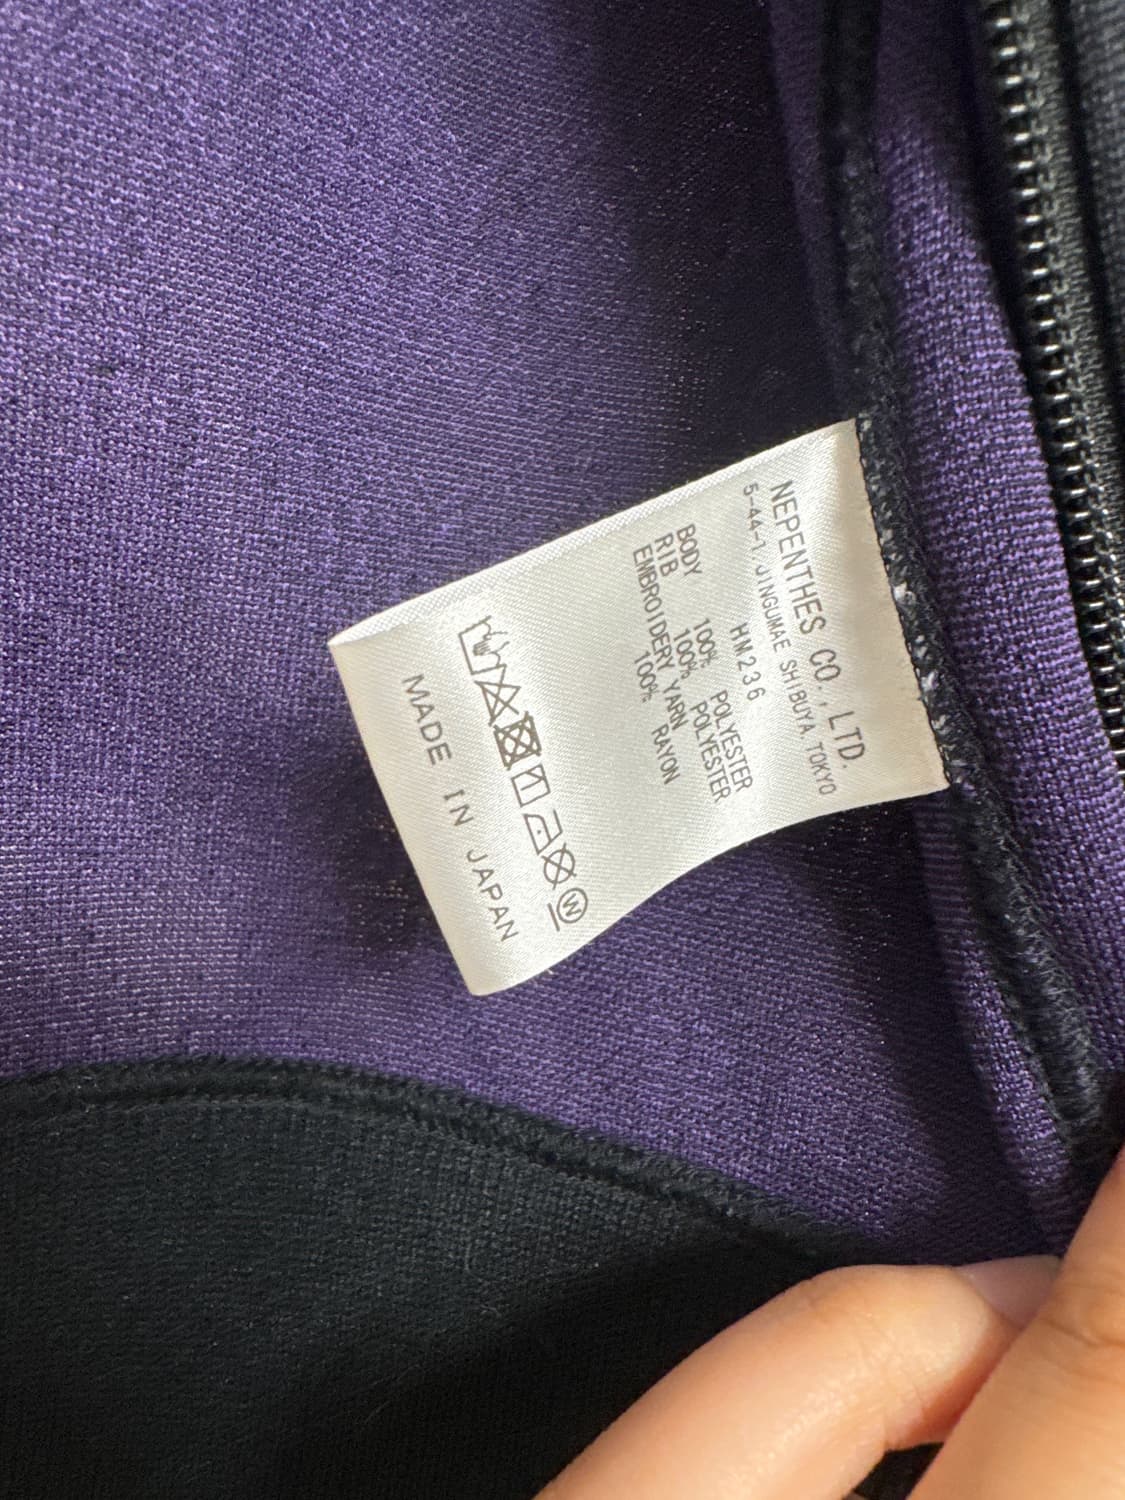 NEPENTHES CO., LTD.
5-44-1, JINGUMAE SHIBUYA TOKYO
HM236
BODY 100% POLYESTER
RIB 100% POLYESTER
EMBROIDERY YARN
100% RAYON
W
MADE IN JAPAN